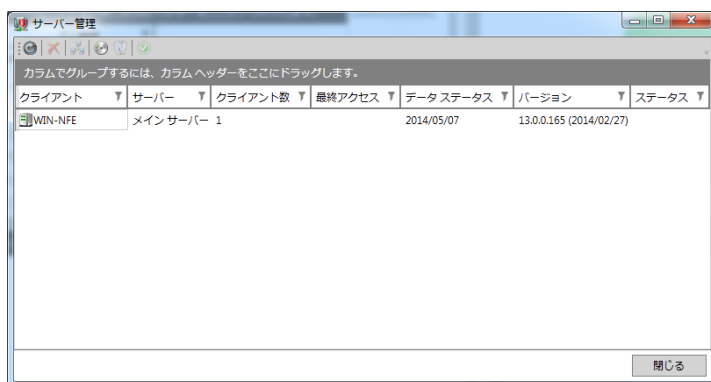 サーバー管理
カラムでグループするには、カラム ヘッダーをここにドラッグします。
クライアント サーバー クライアント数 最終アクセス データ ステータス バージョン ステータス
WIN-NFE メイン サーバー 1 2014/05/07 13.0.0.165 (2014/02/27)
閉じる